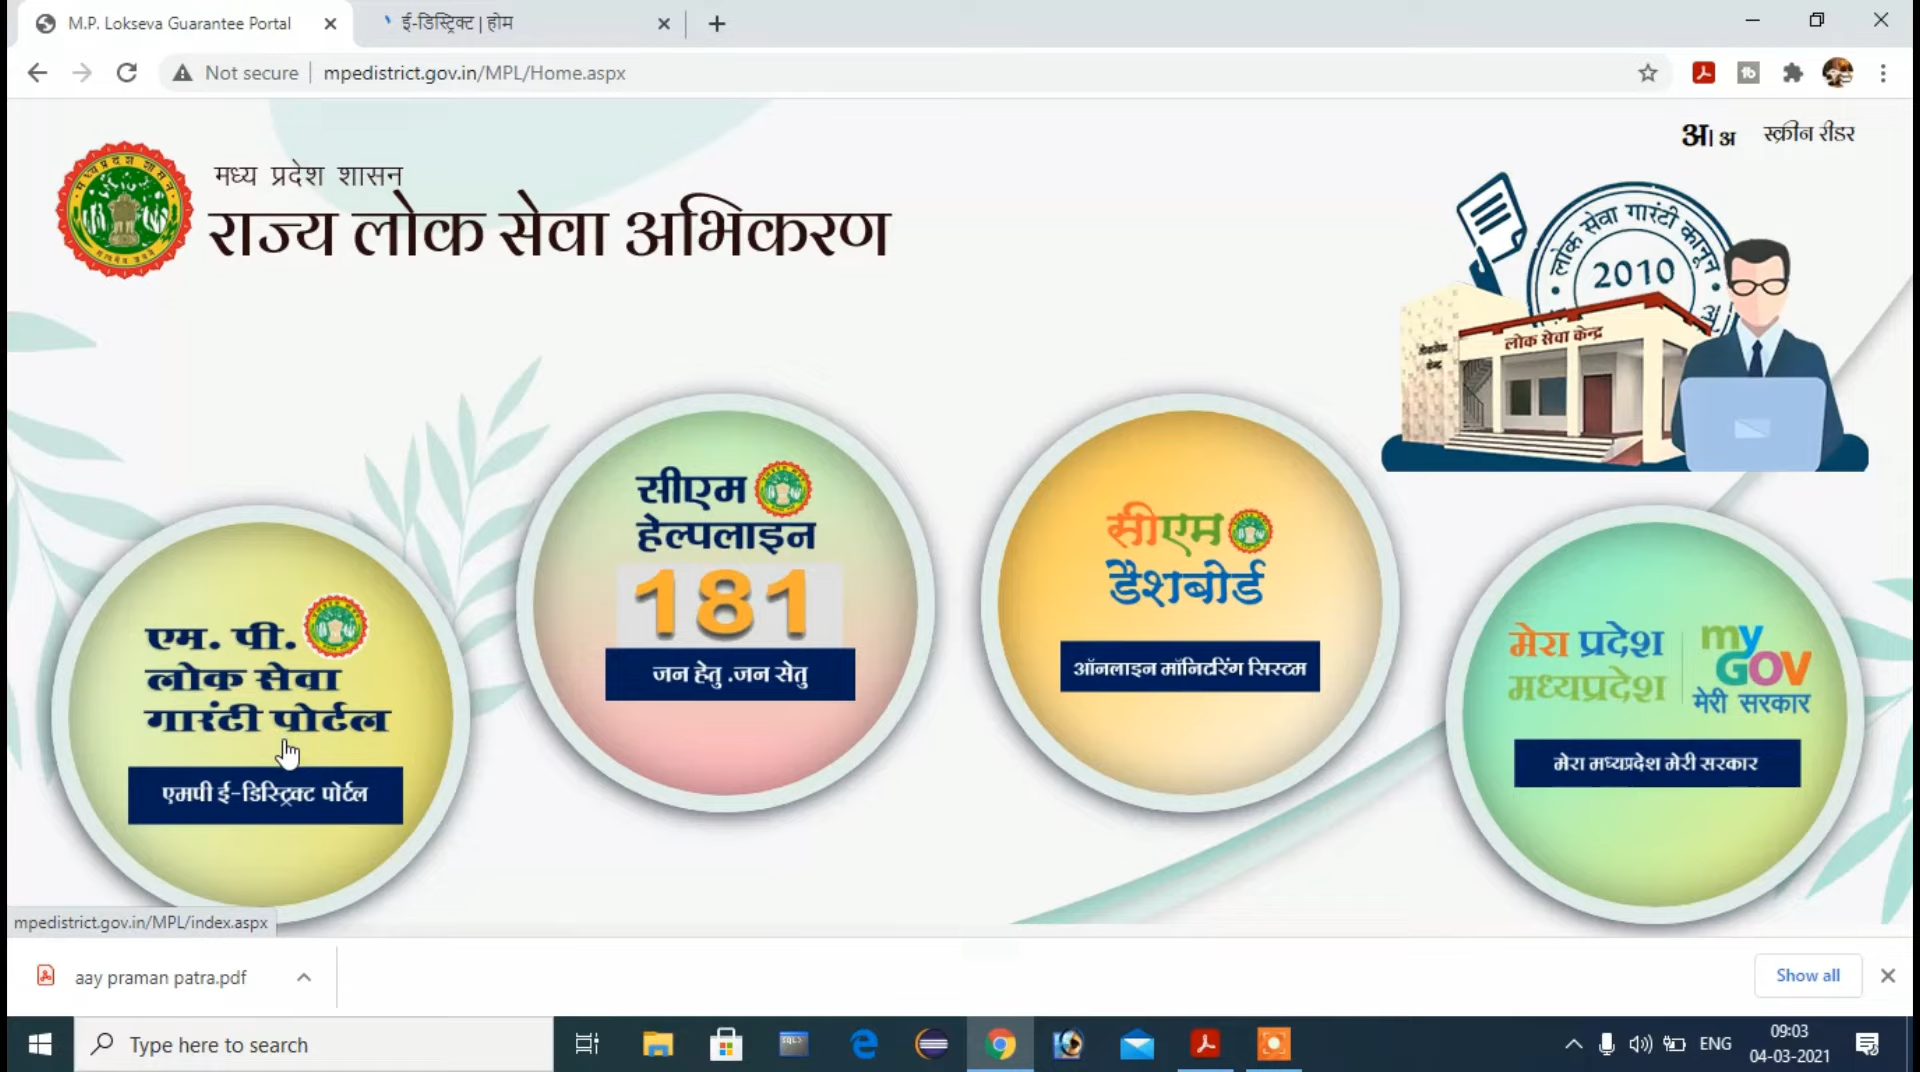 M.P. Lokseva Guarantee Portal
ई-डिस्ट्रिक्ट | होम
Not secure
mpedistrict.gov.in/MPL/Home.aspx
अ। अ
स्क्रीन रीडर
मध्य प्रदेश शासन
राज्य लोक सेवा अभिकरण
लोक सेवा गारंटी कानून
2010
लोक सेवा केन्द्र
सीएम
हेल्पलाइन
181
जन हेतु .जन सेतु
सीएम
डैशबोर्ड
ऑनलाइन मॉनिटरिंग सिस्टम
एम. पी.
लोक सेवा
गारंटी पोर्टल
एमपी ई-डिस्ट्रिक्ट पोर्टल
मेरा प्रदेश
मध्यप्रदेश
my
GOV
मेरी सरकार
मेरा मध्यप्रदेश मेरी सरकार
mpedistrict.gov.in/MPL/index.aspx
aay praman patra.pdf
Show all
Type here to search
ENG
09:03
04-03-2021